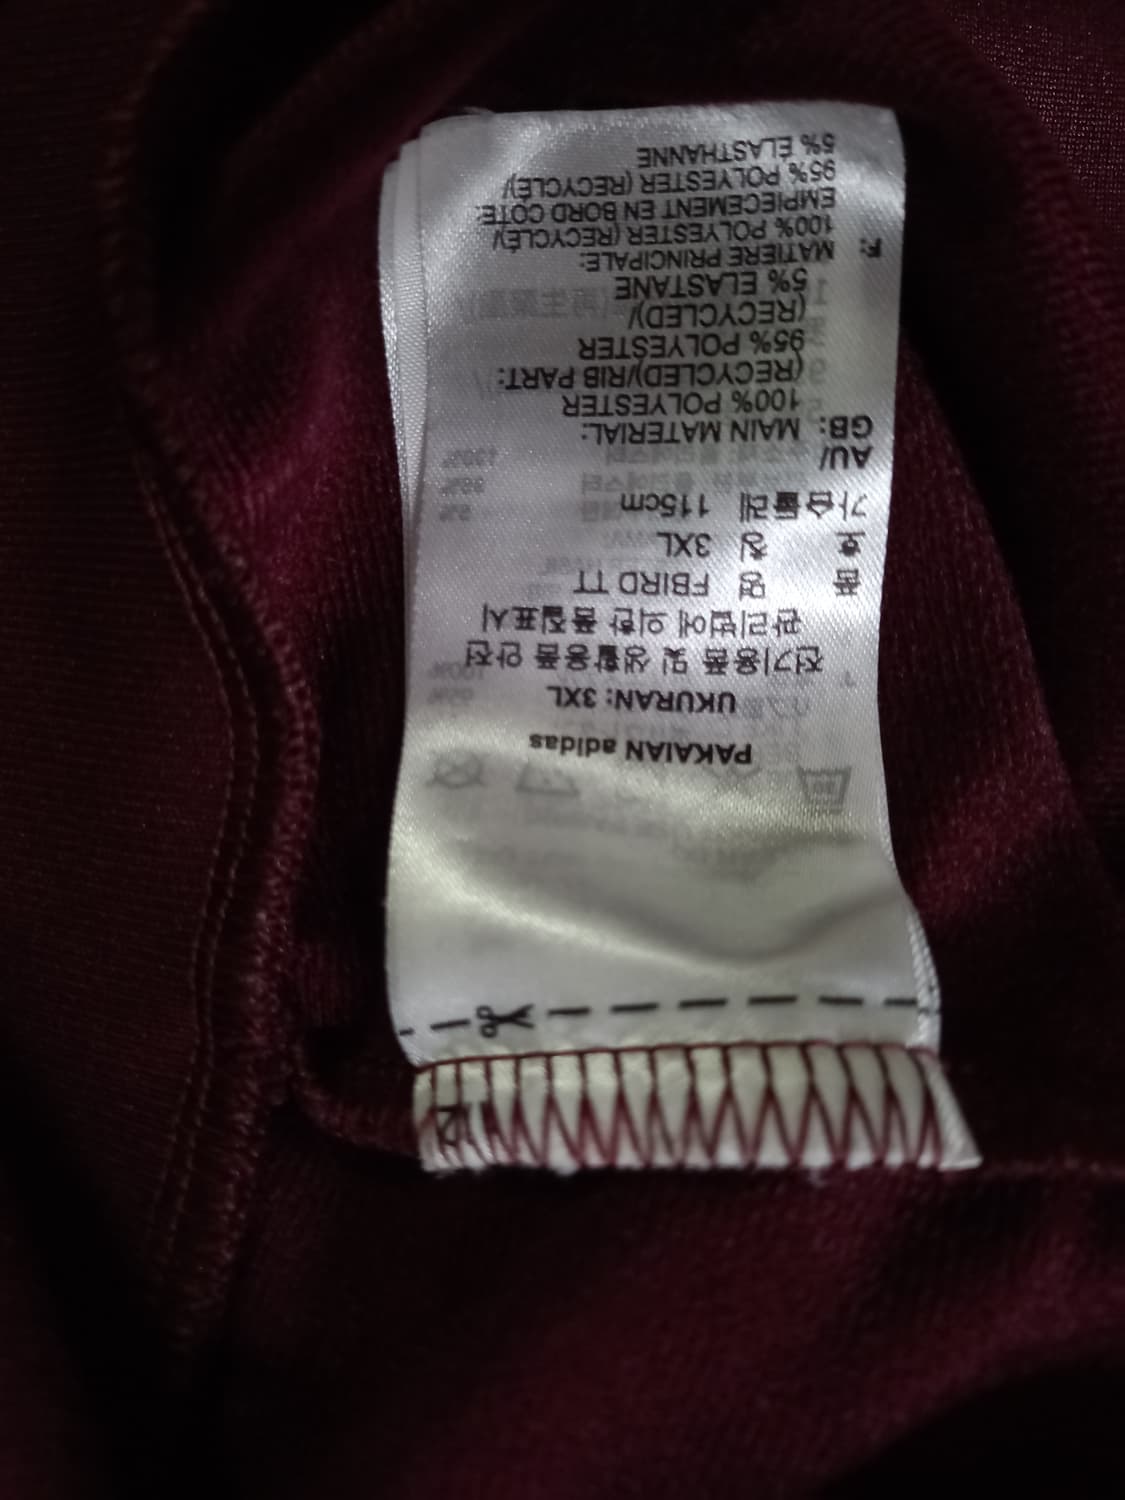 PAKAIAN adidas
UKURAN: 3XL
전기용품 및 생활용품 안전
관리법에 의한 품질표시
품 명 FBIRD TT
호 칭 3XL
가슴둘레 115cm
AU/
GB: MAIN MATERIAL:
100% POLYESTER
(RECYCLED)/RIB PART:
95% POLYESTER
(RECYCLED)/
5% ELASTANE
F: MATIERE PRINCIPALE:
100% POLYESTER (RECYCLÉ)/
EMPIECEMENT EN BORD COTE:
95% POLYESTER (RECYCLÉ)/
5% ÉLASTHANNE